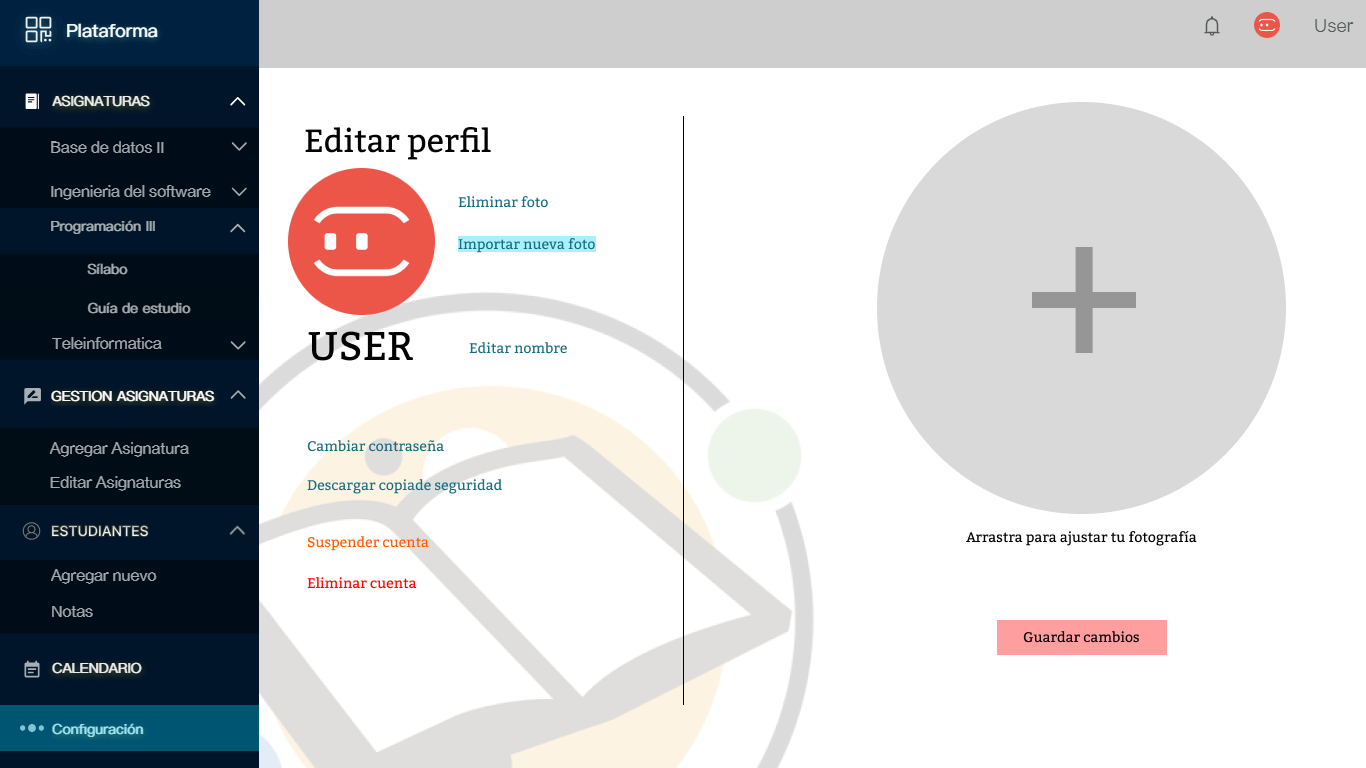 Plataforma
User
ASIGNATURAS
Base de datos II
Ingenieria del software
Programación III
Sílabo
Guía de estudio
Teleinformatica
GESTION ASIGNATURAS
Agregar Asignatura
Editar Asignaturas
ESTUDIANTES
Agregar nuevo
Notas
CALENDARIO
Configuración
Editar perfil
Eliminar foto
Importar nueva foto
USER
Editar nombre
Cambiar contraseña
Descargar copiade seguridad
Suspender cuenta
Eliminar cuenta
Arrastra para ajustar tu fotografía
Guardar cambios